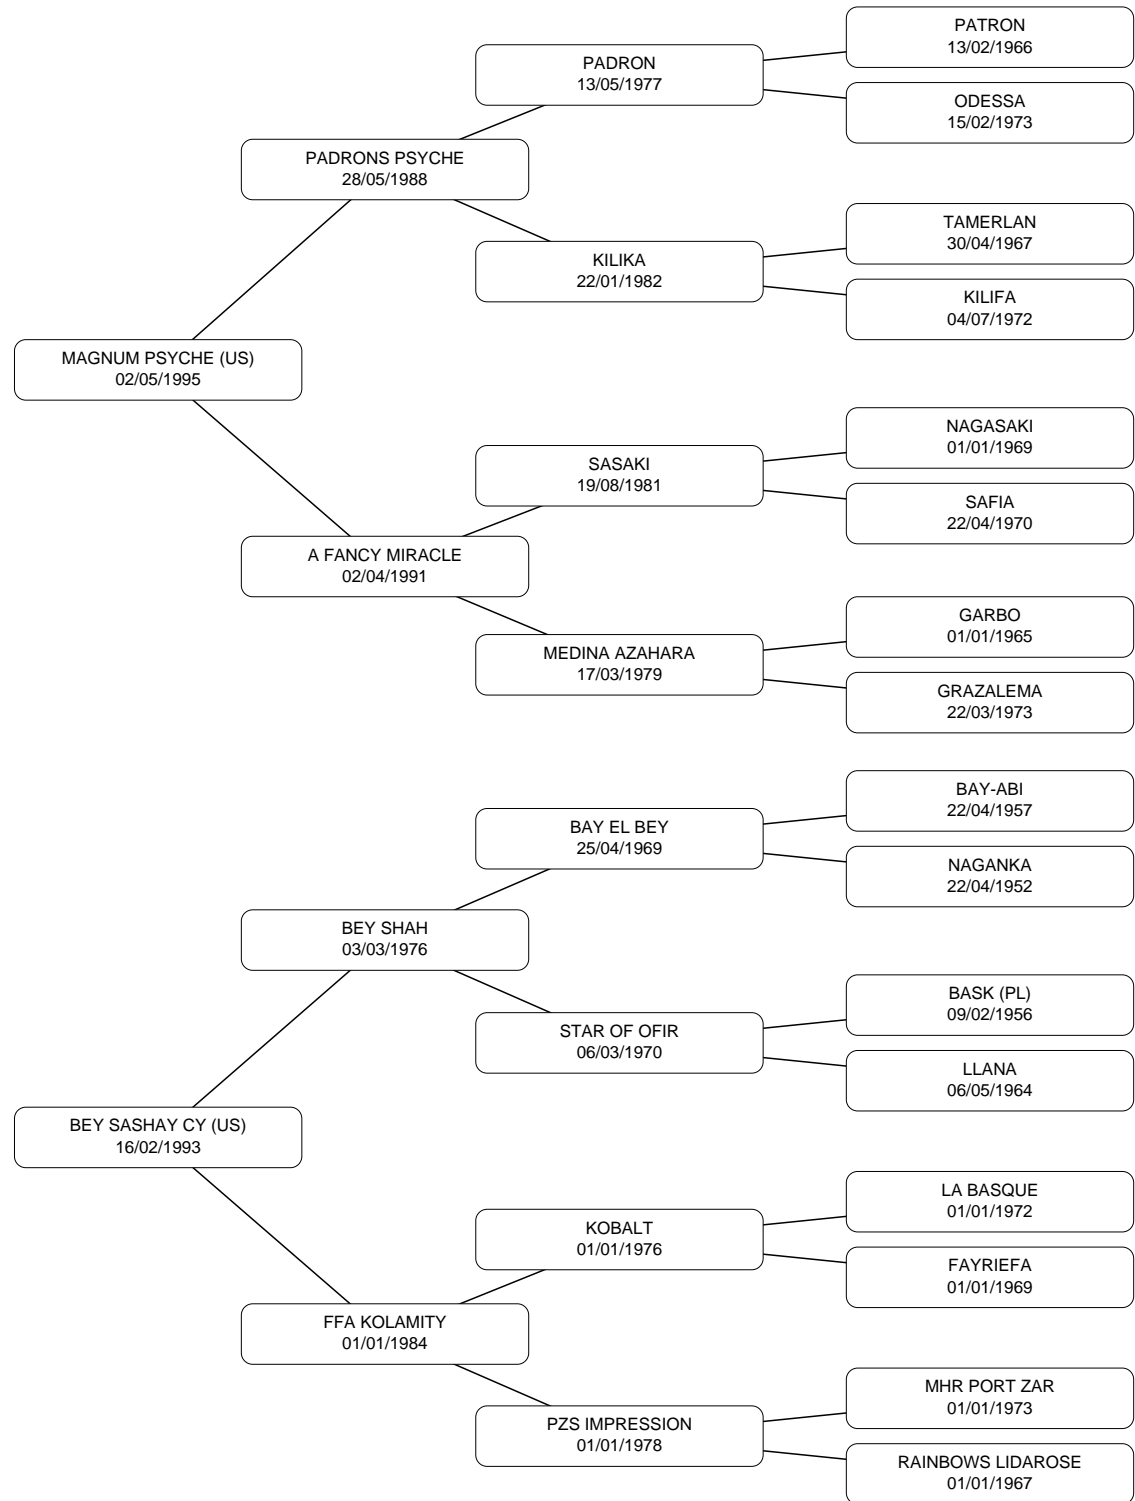 PATRON
13/02/1966
PADRON
13/05/1977
ODESSA
15/02/1973
PADRONS PSYCHE
28/05/1988
TAMERLAN
30/04/1967
KILIKA
22/01/1982
KILIFA
04/07/1972
MAGNUM PSYCHE (US)
02/05/1995
NAGASAKI
01/01/1969
SASAKI
19/08/1981
SAFIA
22/04/1970
A FANCY MIRACLE
02/04/1991
GARBO
01/01/1965
MEDINA AZAHARA
17/03/1979
GRAZALEMA
22/03/1973
BAY-ABI
22/04/1957
BAY EL BEY
25/04/1969
NAGANKA
22/04/1952
BEY SHAH
03/03/1976
BASK (PL)
09/02/1956
STAR OF OFIR
06/03/1970
LLANA
06/05/1964
BEY SASHAY CY (US)
16/02/1993
LA BASQUE
01/01/1972
KOBALT
01/01/1976
FAYRIEFA
01/01/1969
FFA KOLAMITY
01/01/1984
MHR PORT ZAR
01/01/1973
PZS IMPRESSION
01/01/1978
RAINBOWS LIDAROSE
01/01/1967